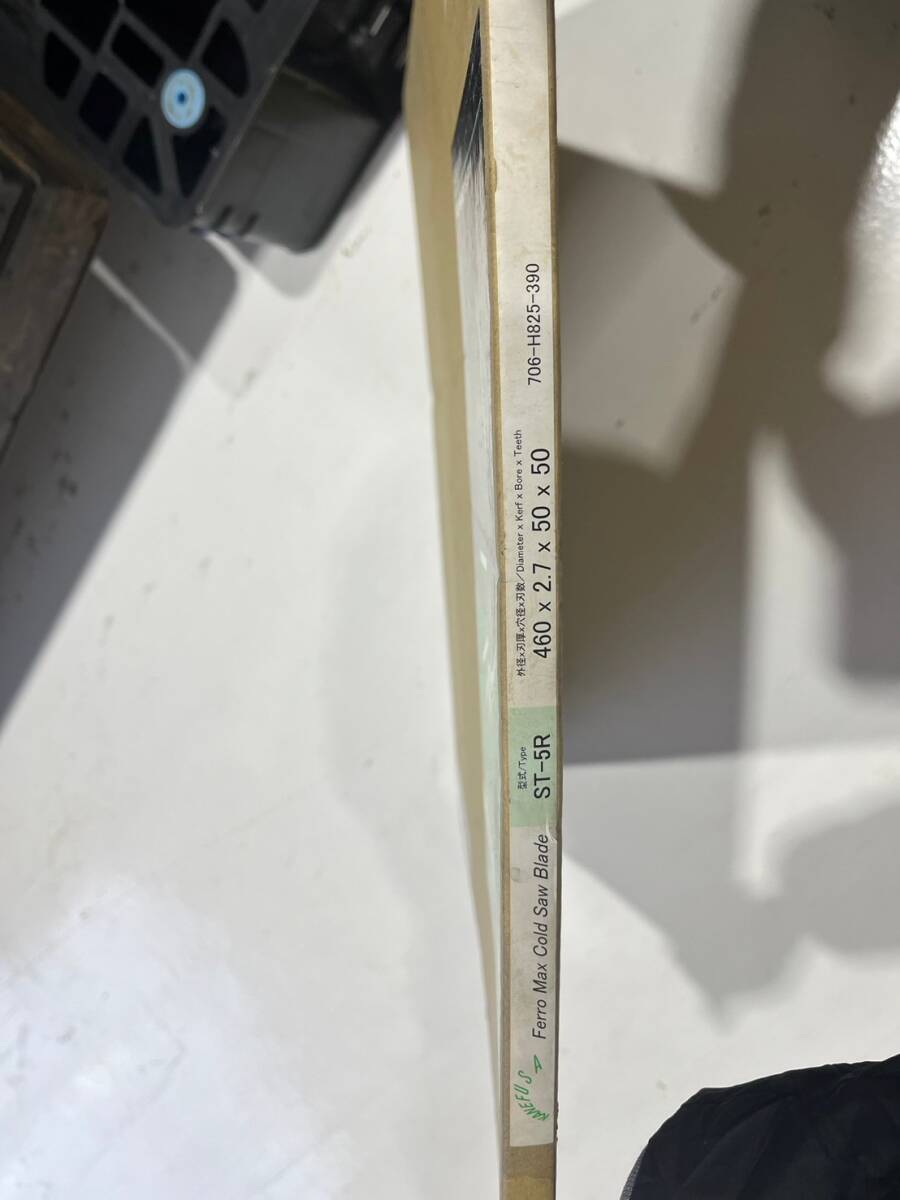 KANEFUSA
Ferro Max Cold Saw Blade
型式/Type
ST-5R
外径x刃厚x穴径x刃数/Diameter x Kerf x Bore x Teeth
460 x 2.7 x 50 x 50
706-H825-390